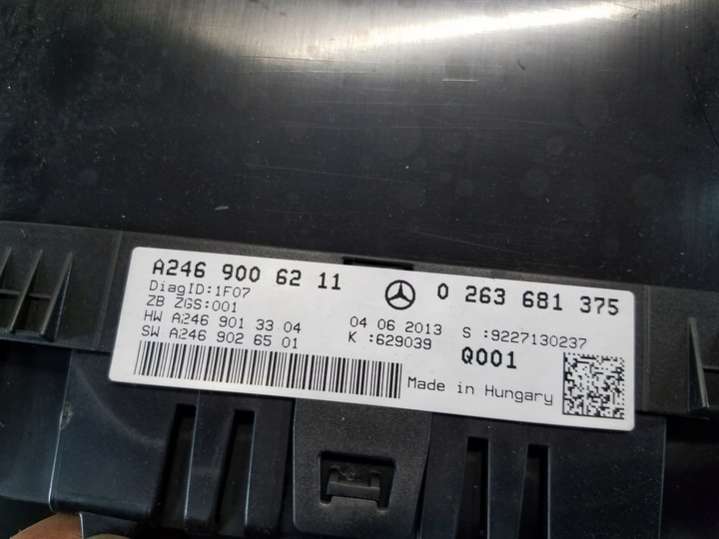 A246 900 62 11 0 263 681 375
DiagID:1F07
ZB ZGS:001
HW A246 901 33 04 04 06 2013 S :9227130237
SW A246 902 65 01 K :629039 Q001
Made in Hungary